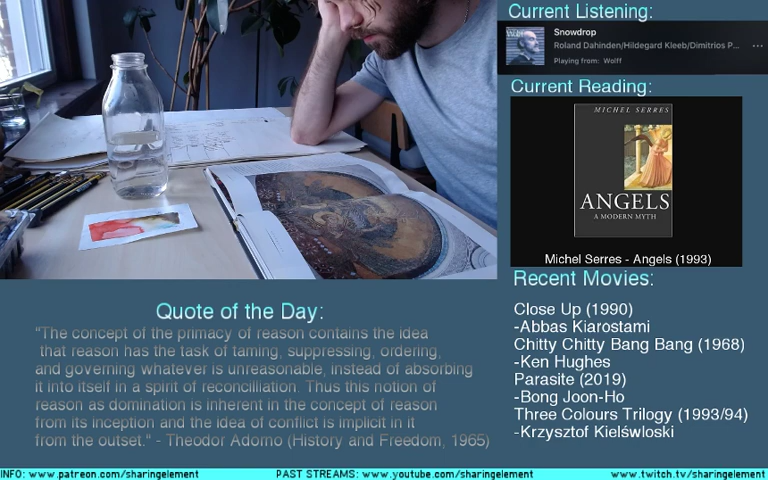 Current Listening:
Snowdrop
Roland Dahinden/Hildegard Kleeb/Dimitrios P...
Playing from: Wolff
Current Reading:
MICHEL SERRES
ANGELS
A MODERN MYTH
Michel Serres - Angels (1993)
Recent Movies:
Close Up (1990)
-Abbas Kiarostami
Chitty Chitty Bang Bang (1968)
-Ken Hughes
Parasite (2019)
-Bong Joon-Ho
Three Colours Trilogy (1993/94)
-Krzysztof Kielśwloski
Quote of the Day:
"The concept of the primacy of reason contains the idea
that reason has the task of taming, suppressing, ordering,
and governing whatever is unreasonable, instead of absorbing
it into itself in a spirit of reconcilliation. Thus this notion of
reason as domination is inherent in the concept of reason
from its inception and the idea of conflict is implicit in it
from the outset." - Theodor Adorno (History and Freedom, 1965)
INFO: www.patreon.com/sharingelement
PAST STREAMS: www.youtube.com/sharingelement
www.twitch.tv/sharingelement